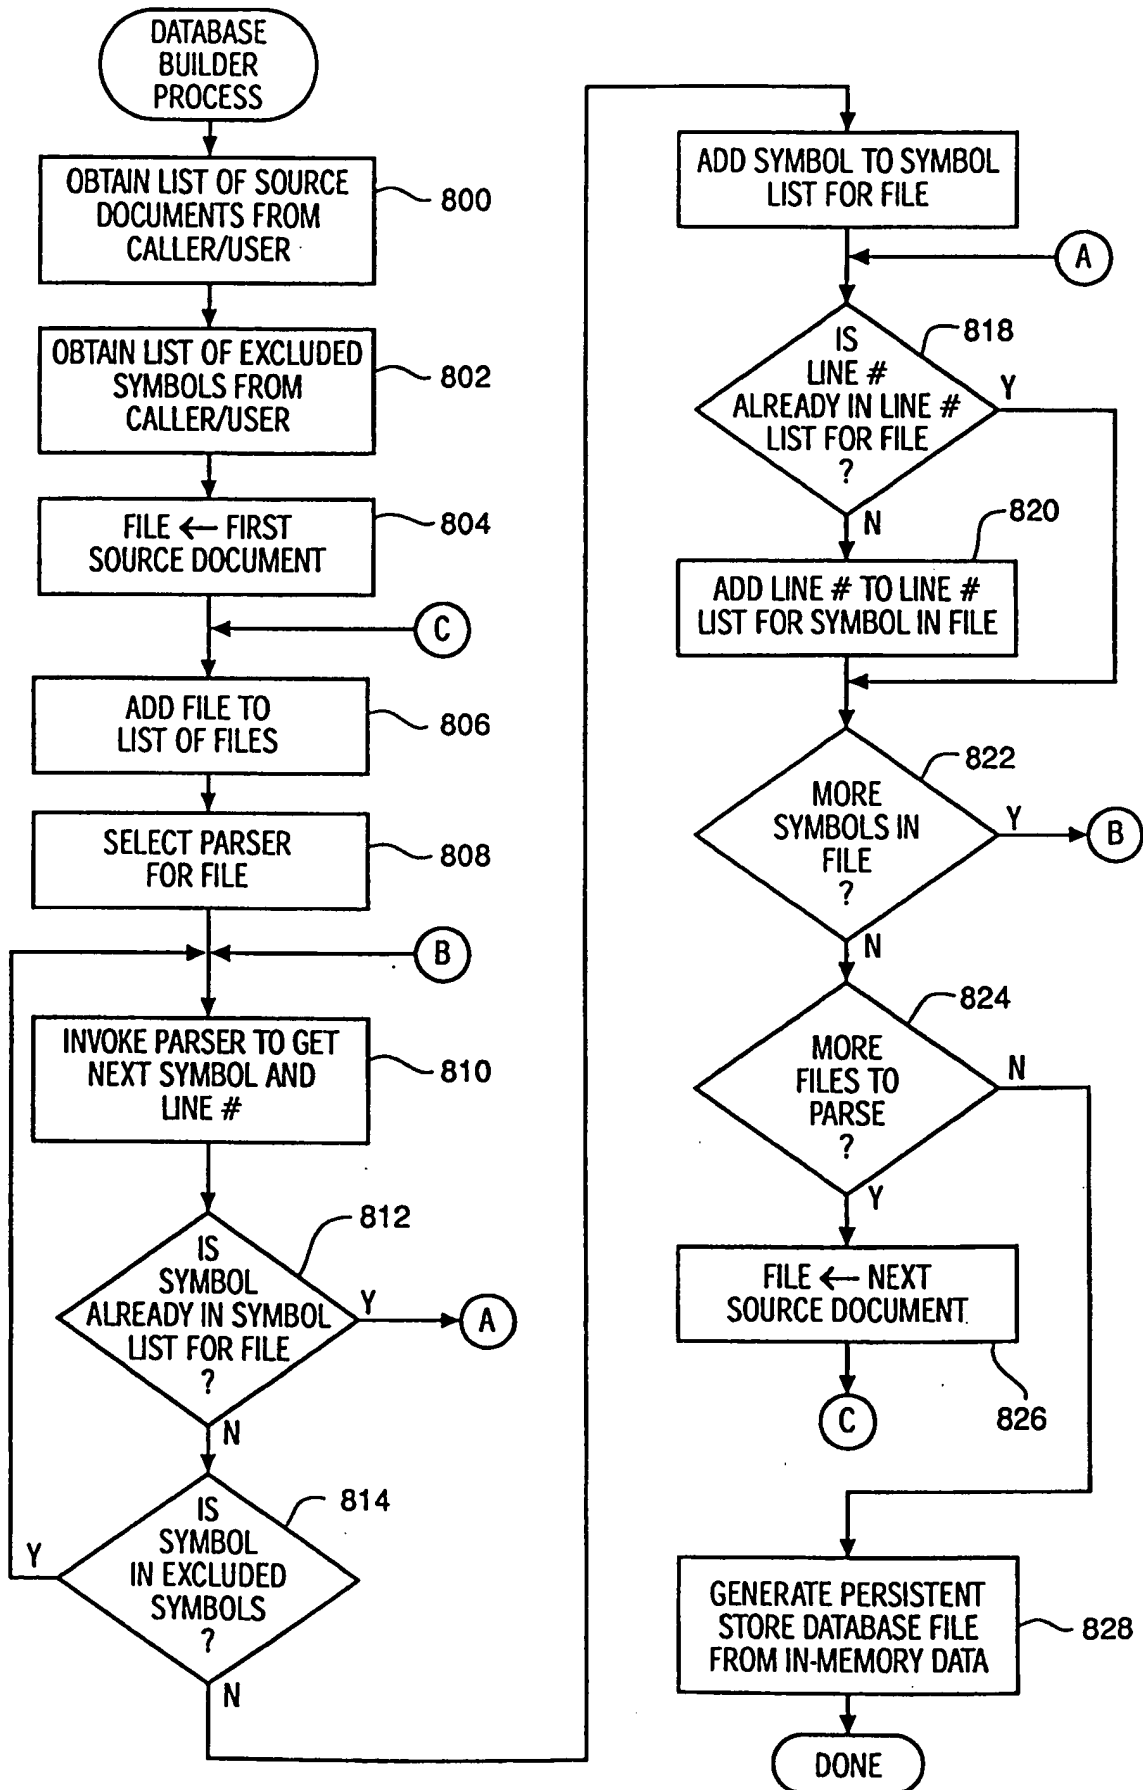 DATABASE
BUILDER
PROCESS
OBTAIN LIST OF SOURCE
DOCUMENTS FROM
CALLER/USER
800
OBTAIN LIST OF EXCLUDED
SYMBOLS FROM
CALLER/USER
802
FILE ← FIRST
SOURCE DOCUMENT
804
C
ADD FILE TO
LIST OF FILES
806
SELECT PARSER
FOR FILE
808
B
INVOKE PARSER TO GET
NEXT SYMBOL AND
LINE #
810
IS
SYMBOL
ALREADY IN SYMBOL
LIST FOR FILE
?
812
Y
A
N
IS
SYMBOL
IN EXCLUDED
SYMBOLS
?
814
Y
N
ADD SYMBOL TO SYMBOL
LIST FOR FILE
A
IS
LINE #
ALREADY IN LINE #
LIST FOR FILE
?
818
Y
N
820
ADD LINE # TO LINE #
LIST FOR SYMBOL IN FILE
MORE
SYMBOLS IN
FILE
?
822
Y
B
N
MORE
FILES TO
PARSE
?
824
N
Y
FILE ← NEXT
SOURCE DOCUMENT
826
C
GENERATE PERSISTENT
STORE DATABASE FILE
FROM IN-MEMORY DATA
828
DONE